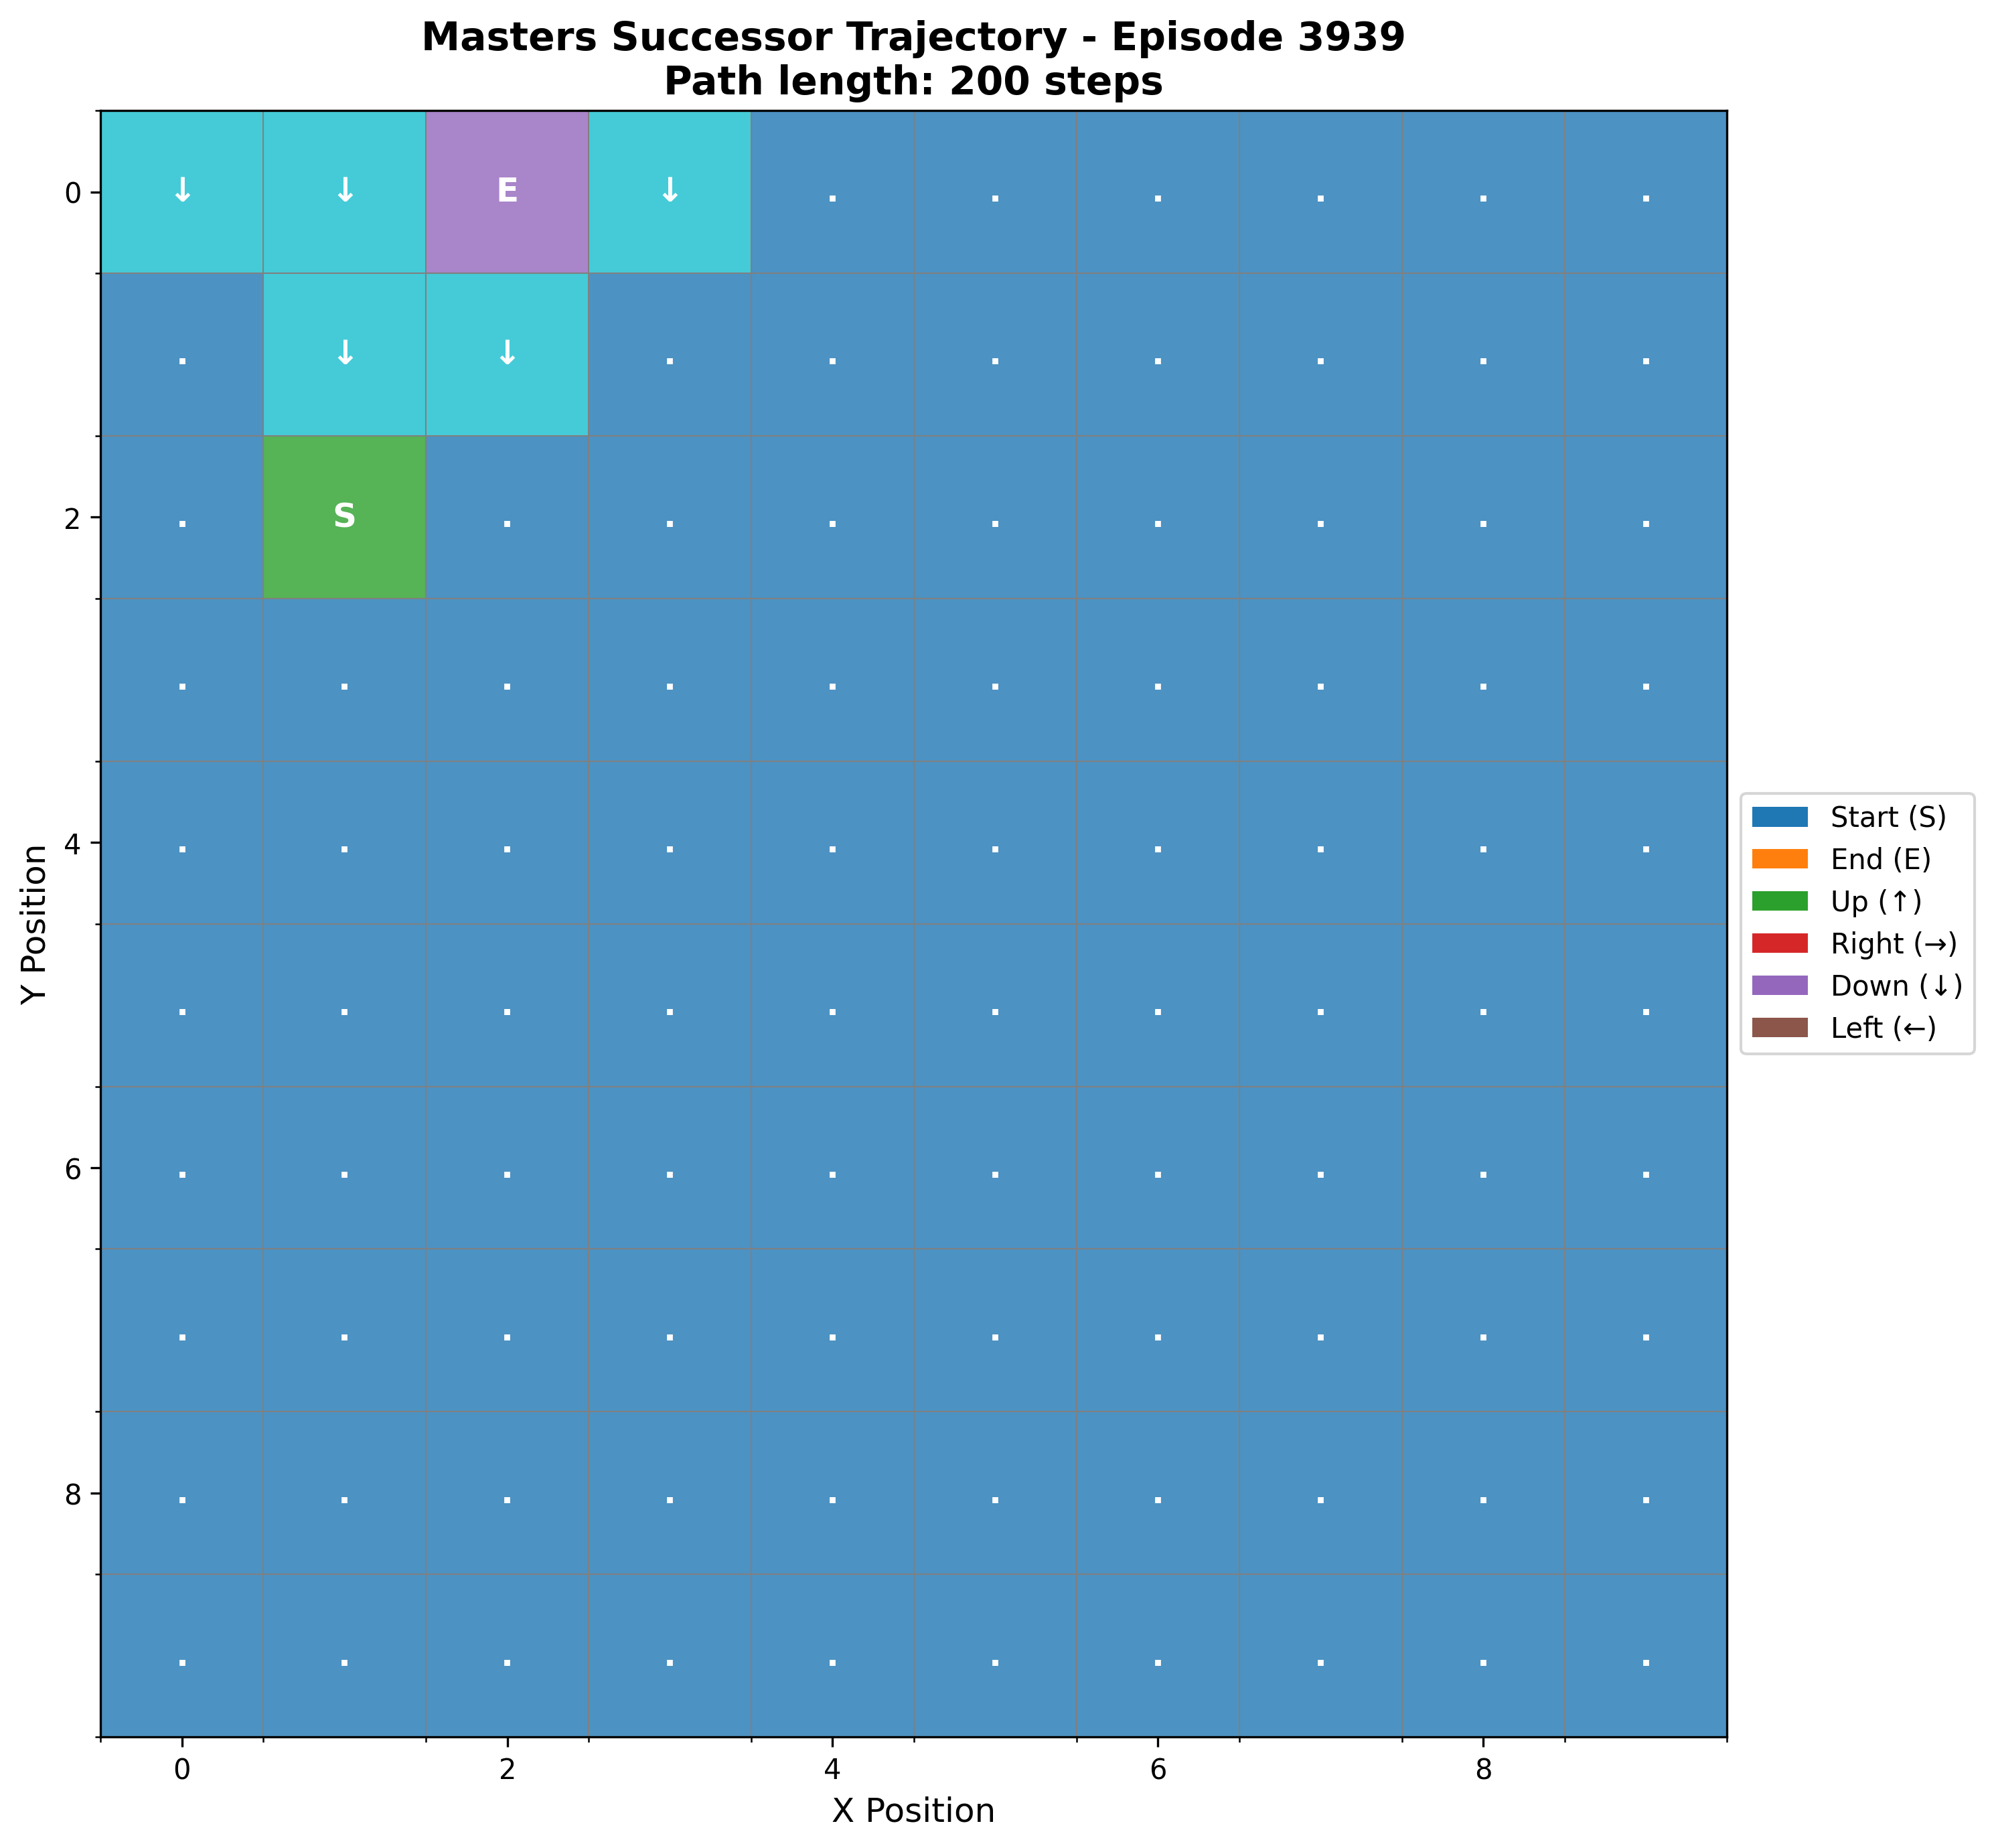 Masters Successor Trajectory - Episode 3939
Path length: 200 steps
0 ↓ ↓ E ↓ . . . . . .
. ↓ ↓ . . . . . . .
2 . S . . . . . . . .
. . . . . . . . . .
4 . . . . . . . . . .
. . . . . . . . . .
6 . . . . . . . . . .
. . . . . . . . . .
8 . . . . . . . . . .
. . . . . . . . . .
0 2 4 6 8
X Position
Y Position
Start (S)
End (E)
Up (↑)
Right (→)
Down (↓)
Left (←)